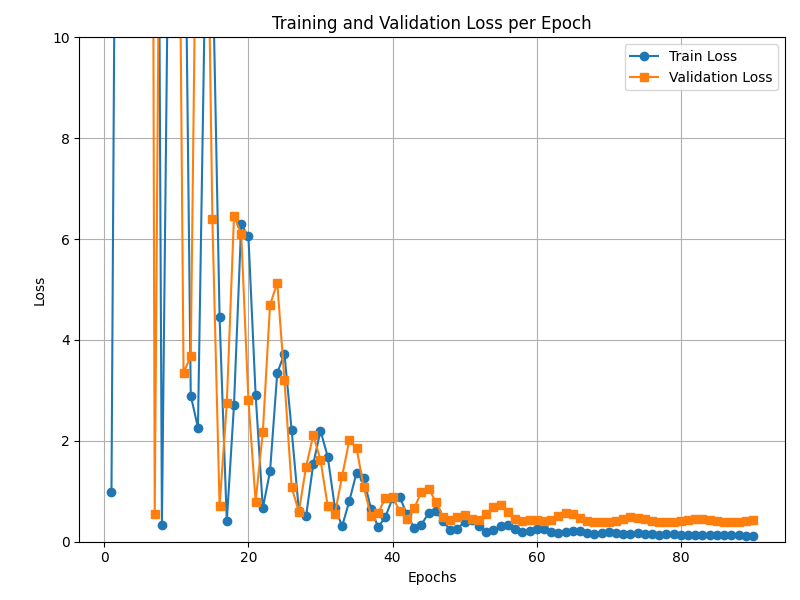 Training and Validation Loss per Epoch
Train Loss
Validation Loss
Loss
10
8
6
4
2
0
0 20 40 60 80
Epochs